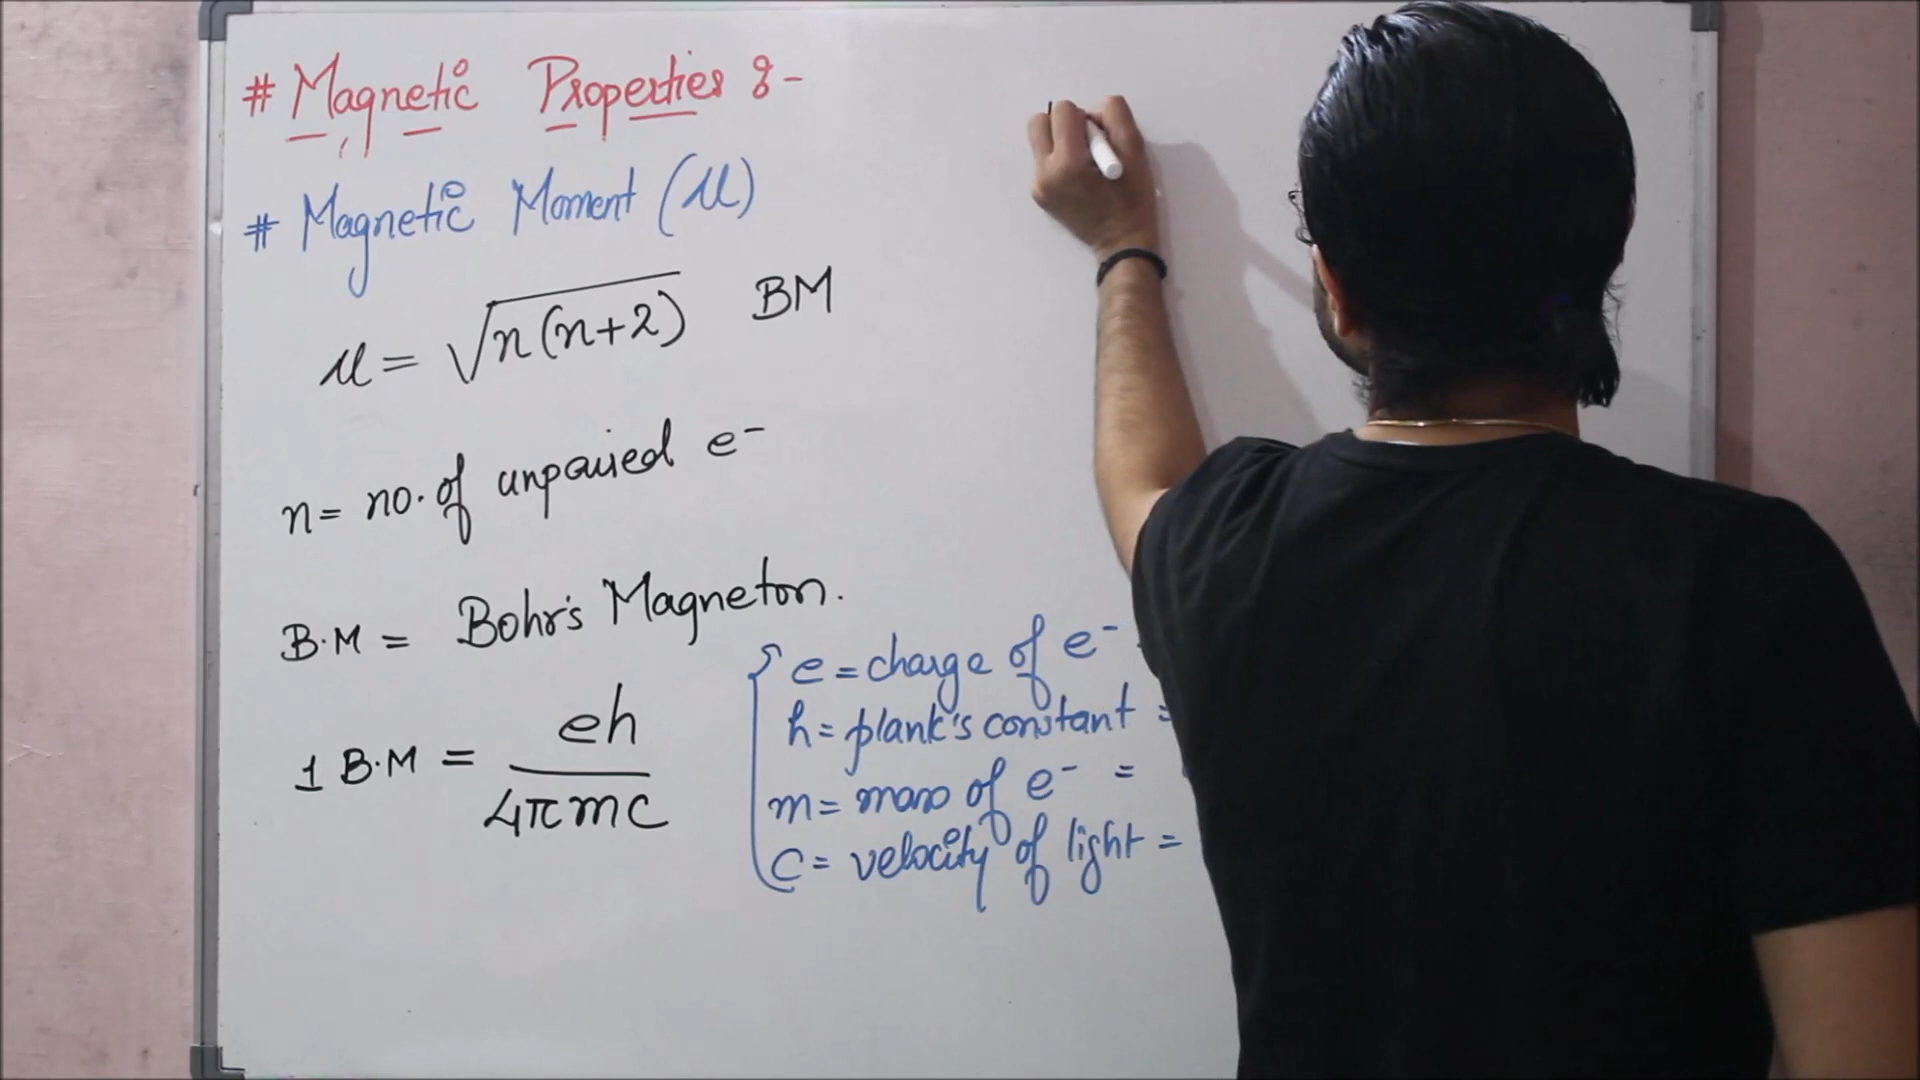 # Magnetic Properties :-
# Magnetic Moment (μ)
μ = √n(n+2) BM
n = no. of unpaired e⁻
B.M = Bohr's Magneton.
1 B.M = eh / 4πmc
e = charge of e⁻
h = plank's constant =
m = mass of e⁻ =
c = velocity of light =